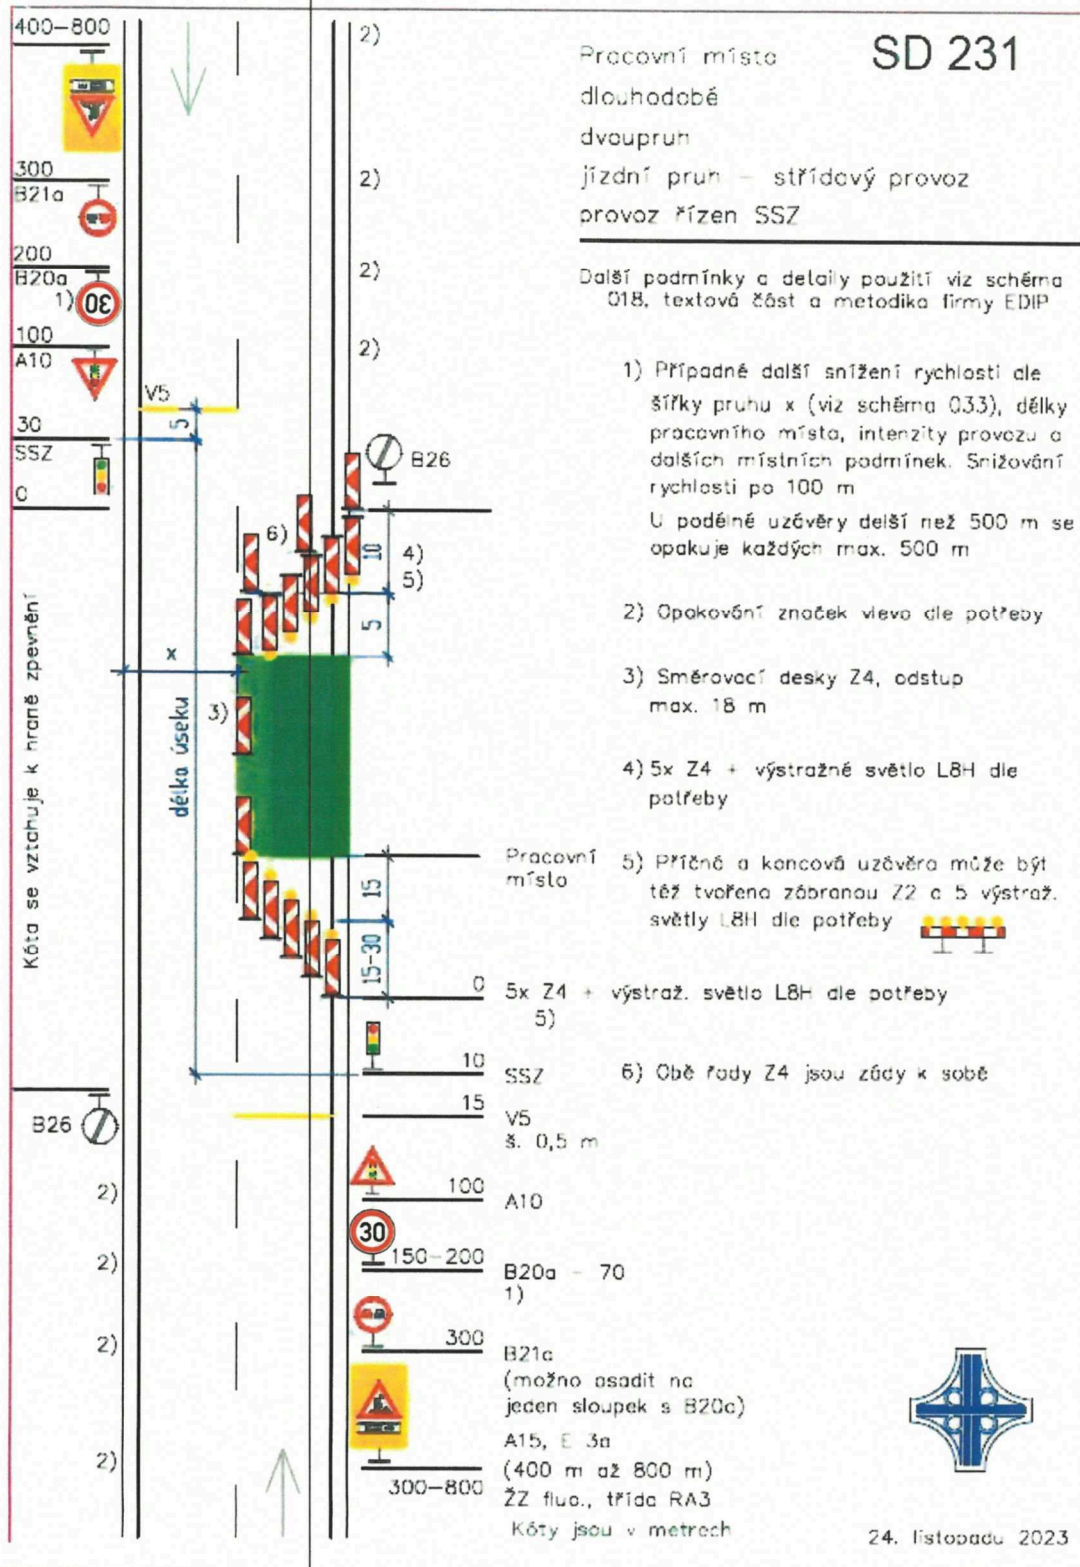 SD 231
Pracovní místo
dlouhodobé
dvoupruh
jízdní pruh - střídavý provoz
provoz řízen SSZ
Další podmínky a detaily použití viz schéma
018, textová část a metodika firmy EDIP
1) Případné další snížení rychlosti dle
šířky pruhu x (viz schéma 033), délky
pracovního místa, intenzity provozu a
dalších místních podmínek. Snižování
rychlosti po 100 m
U podélné uzávěry delší než 500 m se
opakuje každých max. 500 m
2) Opakování značek vlevo dle potřeby
3) Směrovací desky Z4, odstup
max. 18 m
4) 5x Z4 + výstražné světlo L8H dle
potřeby
5) Příčná a koncová uzávěra může být
též tvořena zábranou Z2 a 5 výstraž.
světly L8H dle potřeby
6) Obě řady Z4 jsou zády k sobě
400-800
300
B21a
200
B20a
1)
30
100
A10
V5
30
SSZ
0
5
Kóta se vztahuje k hraně zpevnění
x
délka úseku
3)
6)
B26
10
4)
5)
5
2)
2)
2)
2)
Pracovní
místo
15
15-30
0
5x Z4 + výstraž. světlo L8H dle potřeby
5)
10
SSZ
15
V5
š. 0,5 m
100
A10
30
150-200
B20a - 70
1)
300
B21a
(možno osadit na
jeden sloupek s B20a)
A15, E 3a
(400 m až 800 m)
300-800
ŽZ fluo., třída RA3
Kóty jsou v metrech
B26
2)
2)
2)
2)
24. listopadu 2023